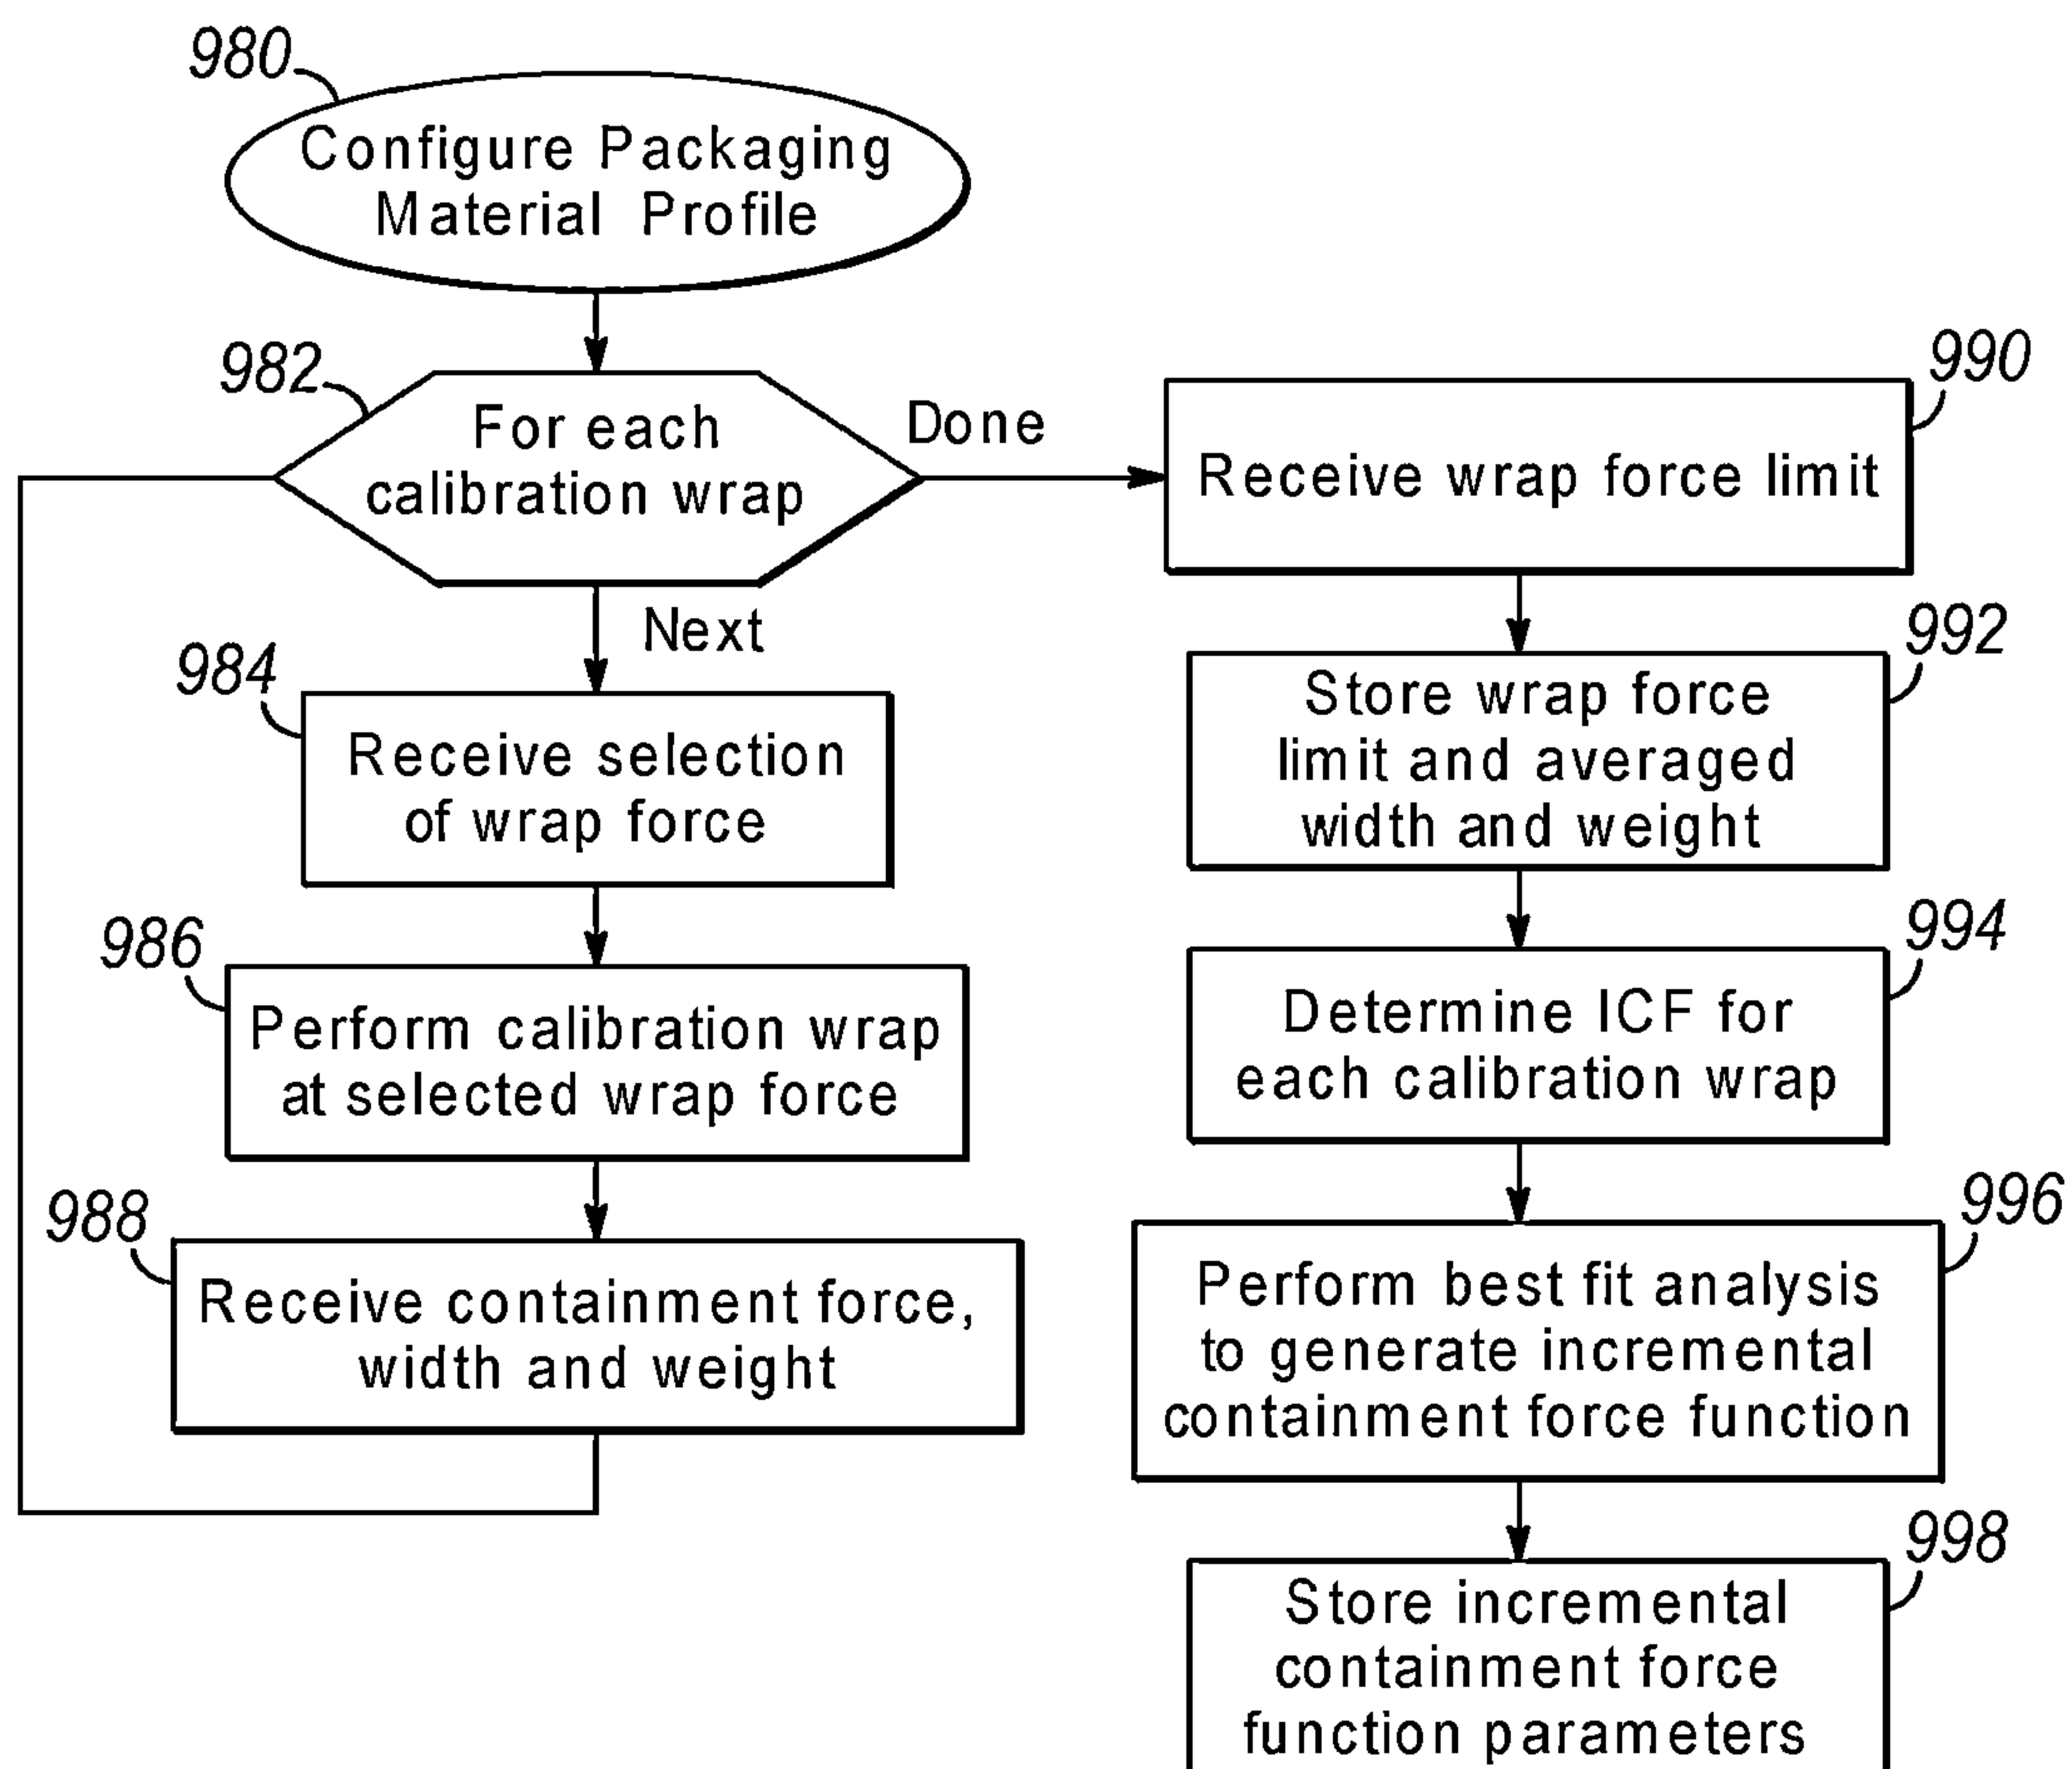 980
Configure Packaging
Material Profile
982
For each
calibration wrap
Done
Next
984
Receive selection
of wrap force
986
Perform calibration wrap
at selected wrap force
988
Receive containment force,
width and weight
990
Receive wrap force limit
992
Store wrap force
limit and averaged
width and weight
994
Determine ICF for
each calibration wrap
996
Perform best fit analysis
to generate incremental
containment force function
998
Store incremental
containment force
function parameters